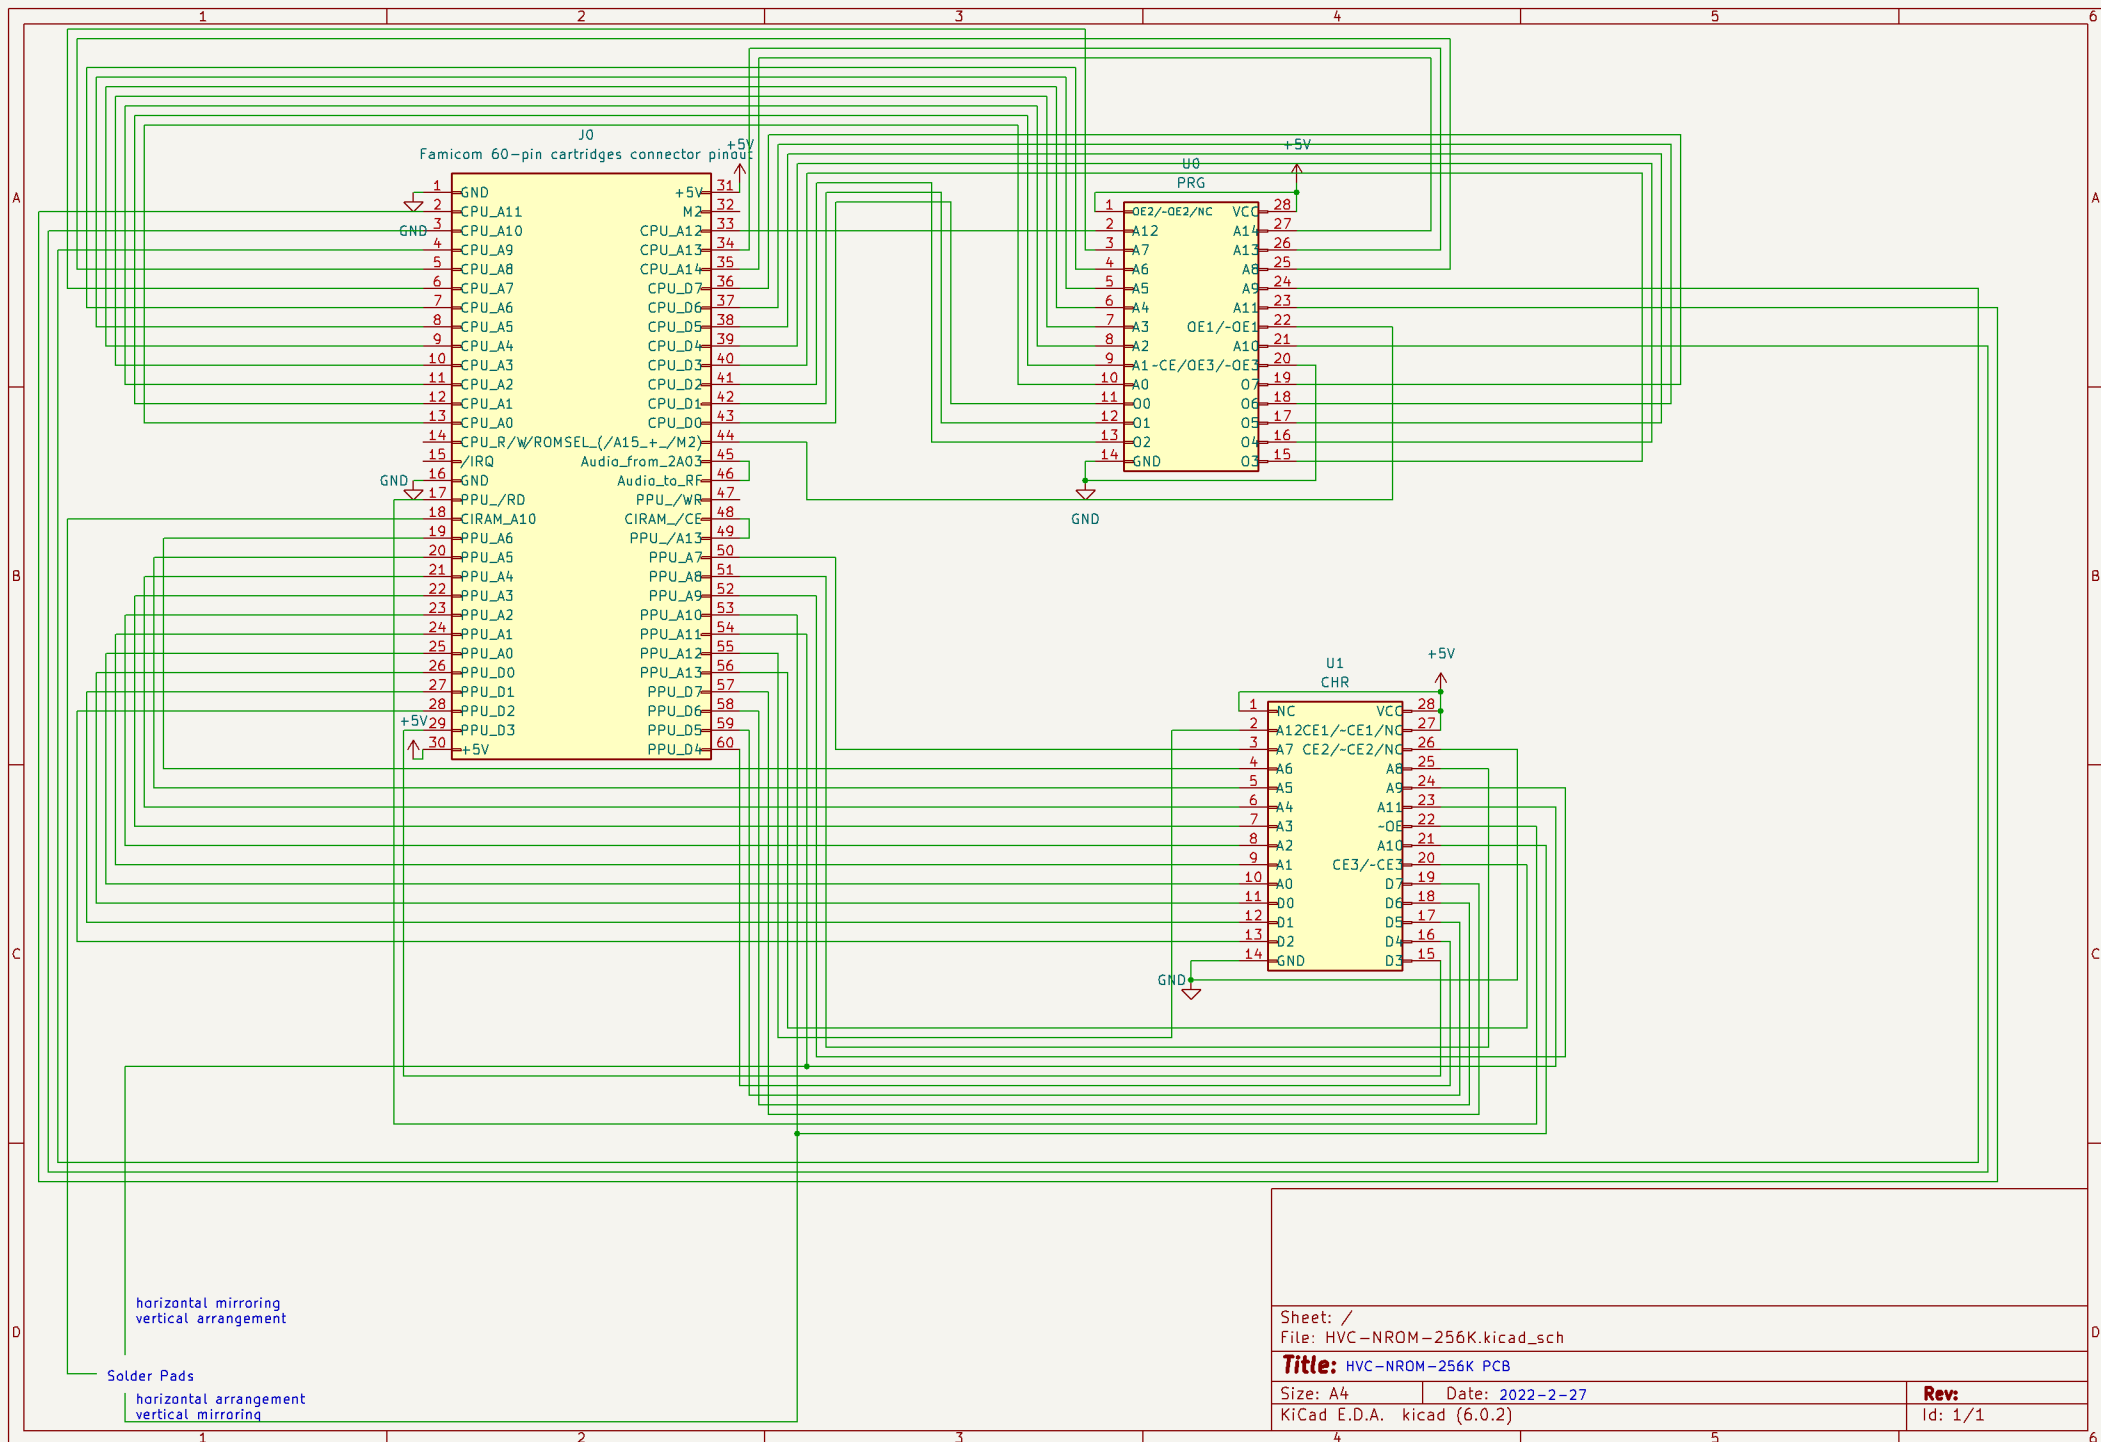 1 2 3 4 5 6
A A
B B
C C
D D
1 2 3 4 5 6
J0
Famicom 60-pin cartridges connector pinout
+5V
GND
GND
+5V
1 GND
2 CPU_A11
3 CPU_A10
4 CPU_A9
5 CPU_A8
6 CPU_A7
7 CPU_A6
8 CPU_A5
9 CPU_A4
10 CPU_A3
11 CPU_A2
12 CPU_A1
13 CPU_A0
14 CPU_R/W
15 /IRQ
16 GND
17 PPU_/RD
18 CIRAM_A10
19 PPU_A6
20 PPU_A5
21 PPU_A4
22 PPU_A3
23 PPU_A2
24 PPU_A1
25 PPU_A0
26 PPU_D0
27 PPU_D1
28 PPU_D2
29 PPU_D3
30 +5V
+5V 31
M2 32
CPU_A12 33
CPU_A13 34
CPU_A14 35
CPU_D7 36
CPU_D6 37
CPU_D5 38
CPU_D4 39
CPU_D3 40
CPU_D2 41
CPU_D1 42
CPU_D0 43
/ROMSEL_(/A15_+_/M2) 44
Audio_from_2A03 45
Audio_to_RF 46
PPU_/WR 47
CIRAM_/CE 48
PPU_/A13 49
PPU_A7 50
PPU_A8 51
PPU_A9 52
PPU_A10 53
PPU_A11 54
PPU_A12 55
PPU_A13 56
PPU_D7 57
PPU_D6 58
PPU_D5 59
PPU_D4 60
+5V
U0
PRG
1 OE2/~OE2/NC
2 A12
3 A7
4 A6
5 A5
6 A4
7 A3
8 A2
9 A1
10 A0
11 O0
12 O1
13 O2
14 GND
VCC 28
A14 27
A13 26
A8 25
A9 24
A11 23
OE1/~OE1 22
A10 21
~CE/OE3/~OE3 20
O7 19
O6 18
O5 17
O4 16
O3 15
GND
+5V
U1
CHR
1 NC
2 A12
3 A7
4 A6
5 A5
6 A4
7 A3
8 A2
9 A1
10 A0
11 D0
12 D1
13 D2
14 GND
VCC 28
CE1/~CE1/NC 27
CE2/~CE2/NC 26
A8 25
A9 24
A11 23
~OE 22
A10 21
CE3/~CE3 20
D7 19
D6 18
D5 17
D4 16
D3 15
GND
horizontal mirroring
vertical arrangement
Solder Pads
horizontal arrangement
vertical mirroring
Sheet: /
File: HVC-NROM-256K.kicad_sch
Title: HVC-NROM-256K PCB
Size: A4 Date: 2022-2-27 Rev:
KiCad E.D.A. kicad (6.0.2) Id: 1/1